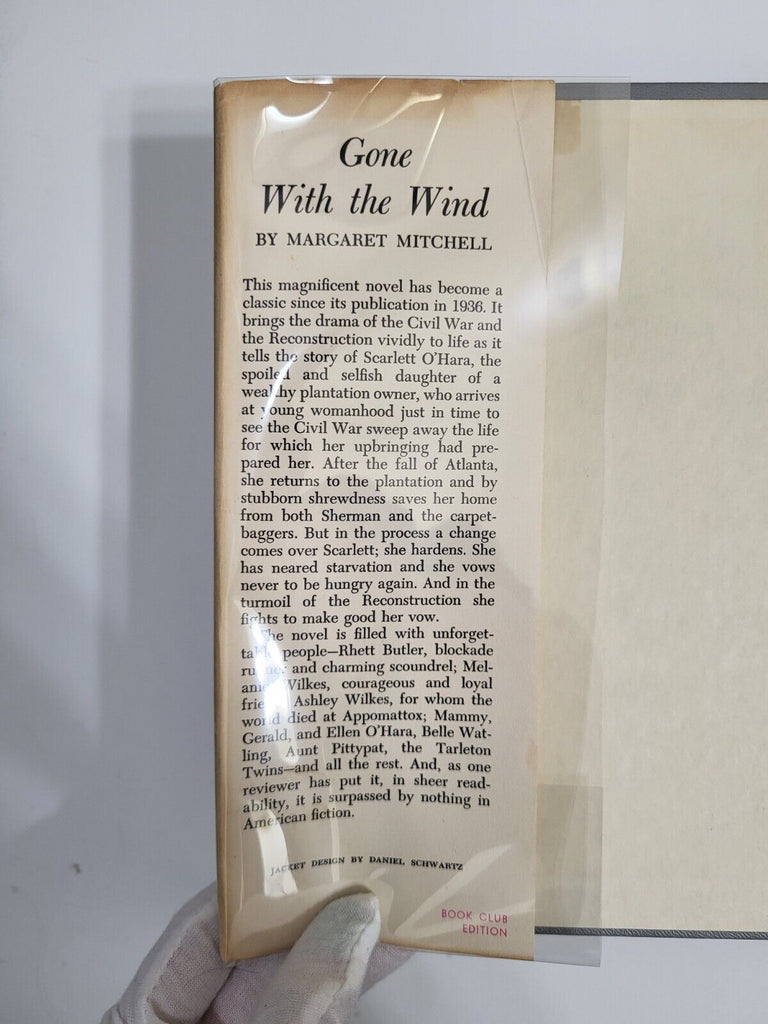 Gone
With the Wind
BY MARGARET MITCHELL
This magnificent novel has become a
classic since its publication in 1936. It
brings the drama of the Civil War and
the Reconstruction vividly to life as it
tells the story of Scarlett O'Hara, the
spoiled and selfish daughter of a
wealthy plantation owner, who arrives
at young womanhood just in time to
see the Civil War sweep away the life
for which her upbringing had pre-
pared her. After the fall of Atlanta,
she returns to the plantation and by
stubborn shrewdness saves her home
from both Sherman and the carpet-
baggers. But in the process a change
comes over Scarlett; she hardens. She
has neared starvation and she vows
never to be hungry again. And in the
turmoil of the Reconstruction she
fights to make good her vow.
The novel is filled with unforget-
table people—Rhett Butler, blockade
runner and charming scoundrel; Mel-
anie Wilkes, courageous and loyal
friend; Ashley Wilkes, for whom the
world died at Appomattox; Mammy,
Gerald, and Ellen O'Hara, Belle Wat-
ling, Aunt Pittypat, the Tarleton
Twins—and all the rest. And, as one
reviewer has put it, in sheer read-
ability, it is surpassed by nothing in
American fiction.
JACKET DESIGN BY DANIEL SCHWARTZ
BOOK CLUB
EDITION